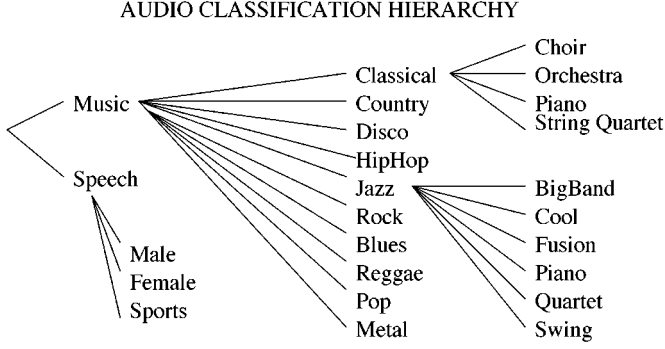 AUDIO CLASSIFICATION HIERARCHY
Music
Speech
Male
Female
Sports
Classical
Country
Disco
HipHop
Jazz
Rock
Blues
Reggae
Pop
Metal
Choir
Orchestra
Piano
String Quartet
BigBand
Cool
Fusion
Piano
Quartet
Swing